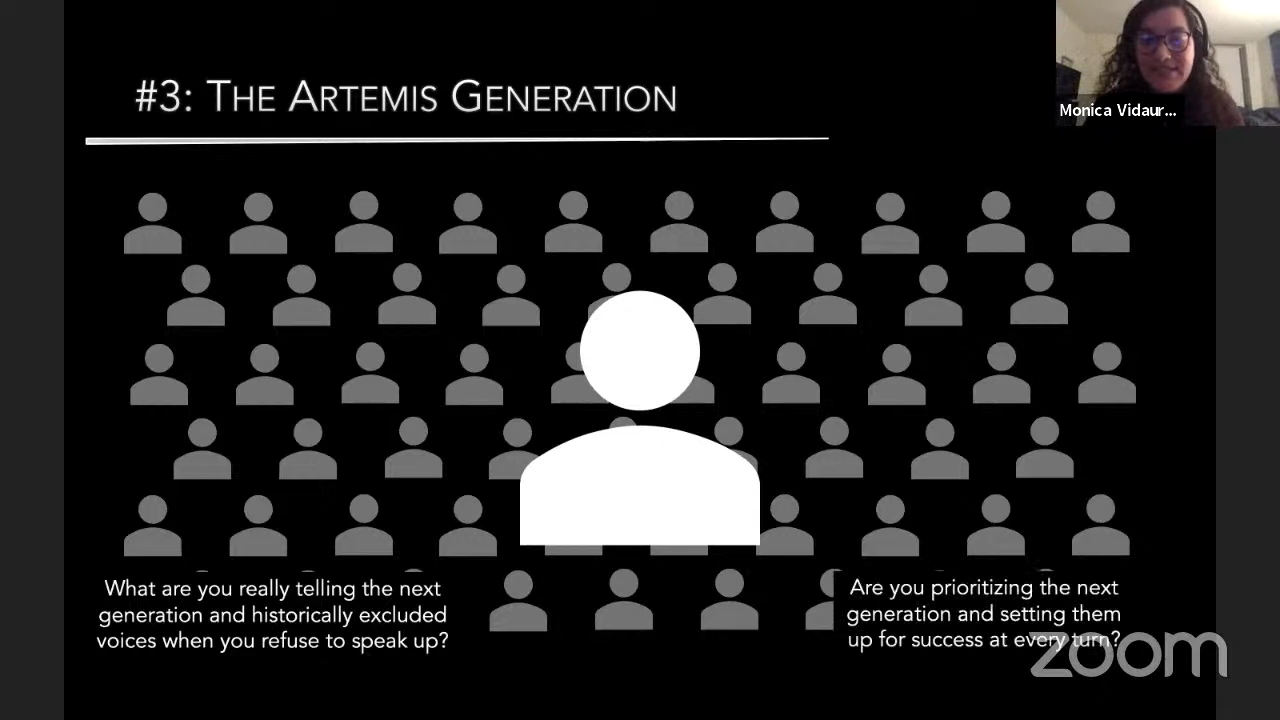 #3: THE ARTEMIS GENERATION
Monica Vidaur...
What are you really telling the next
generation and historically excluded
voices when you refuse to speak up?
Are you prioritizing the next
generation and setting them
up for success at every turn?
zoom